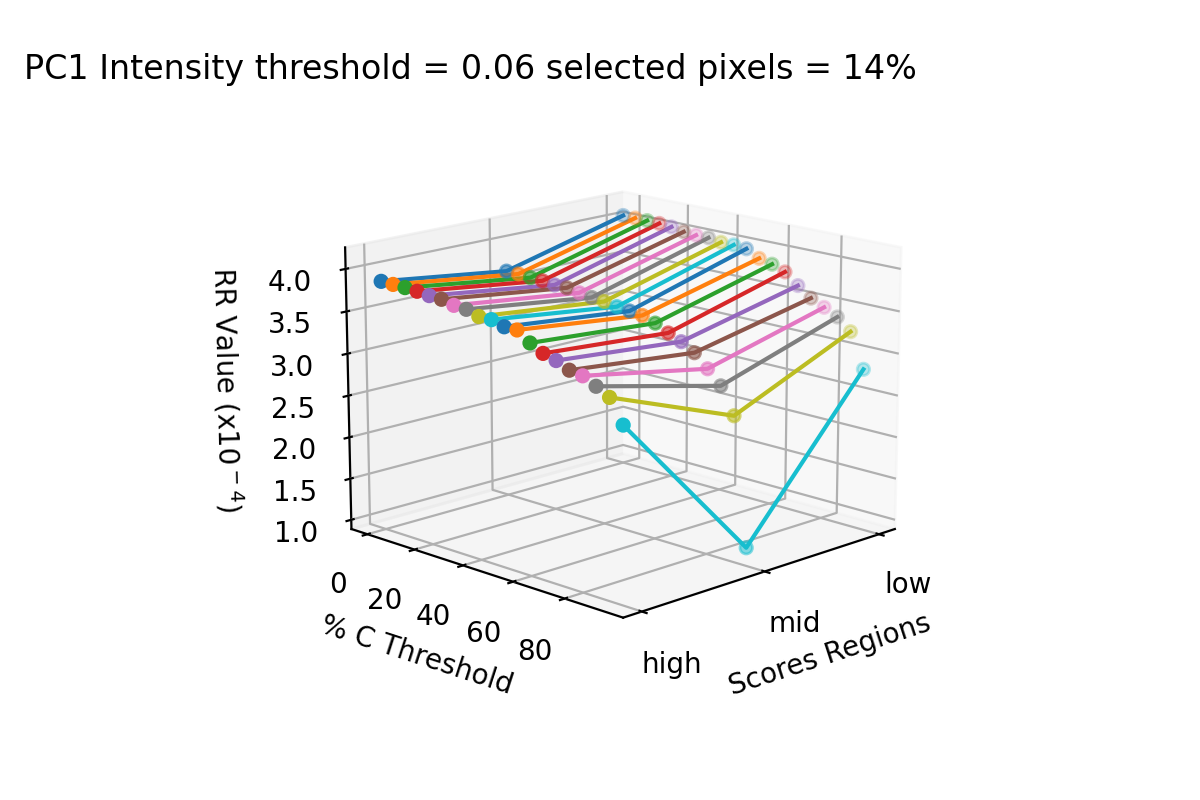 PC1 Intensity threshold = 0.06 selected pixels = 14%
RR Value (x10⁻⁴)
4.0
3.5
3.0
2.5
2.0
1.5
1.0
0
20
40
60
80
% C Threshold
high
mid
low
Scores Regions